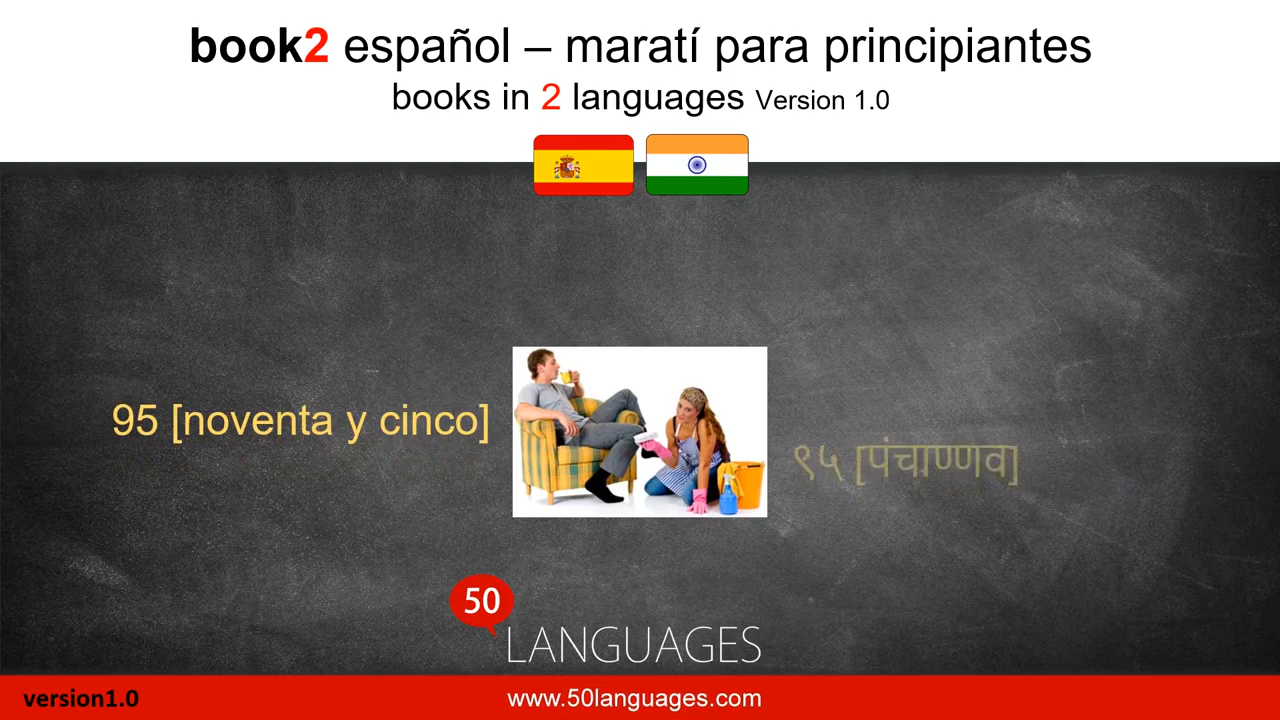 book2 español – maratí para principiantes
books in 2 languages Version 1.0
95 [noventa y cinco]
९५ [पंचाण्णव]
50
LANGUAGES
version1.0
www.50languages.com